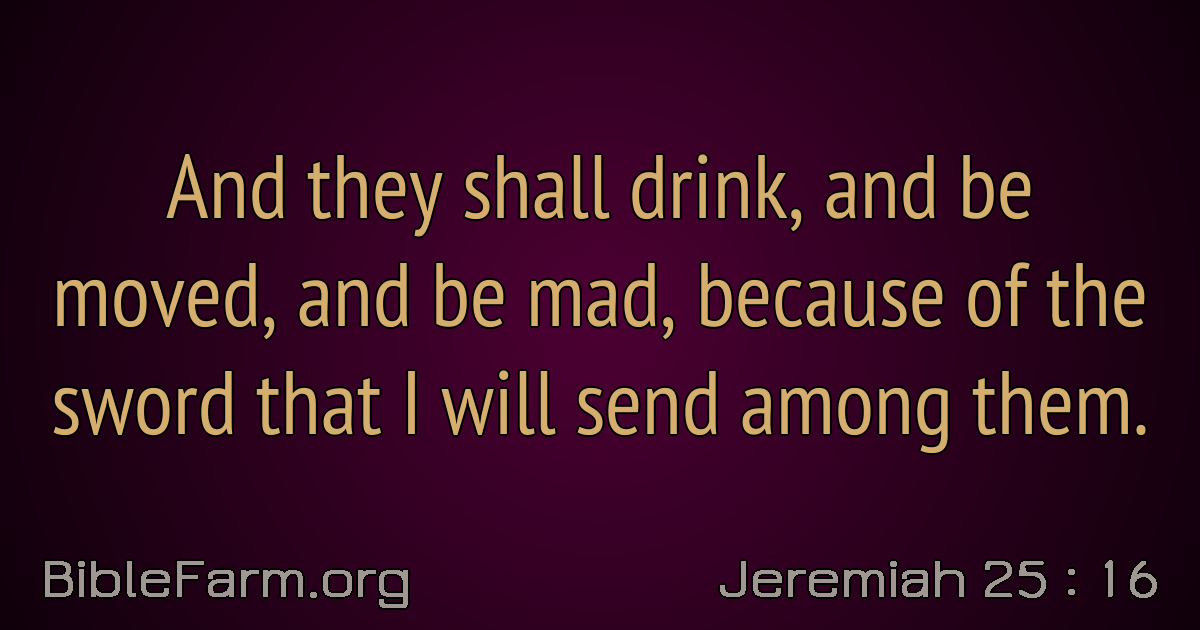 And they shall drink, and be
moved, and be mad, because of the
sword that I will send among them.
BibleFarm.org
Jeremiah 25 : 16